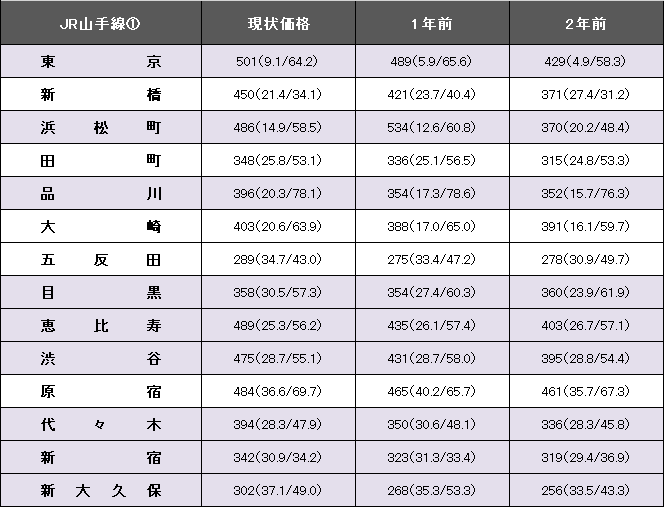 JR山手線① 現状価格 1年前 2年前
東京 501(9.1/64.2) 489(5.9/65.6) 429(4.9/58.3)
新橋 450(21.4/34.1) 421(23.7/40.4) 371(27.4/31.2)
浜松町 486(14.9/58.5) 534(12.6/60.8) 370(20.2/48.4)
田町 348(25.8/53.1) 336(25.1/56.5) 315(24.8/53.3)
品川 396(20.3/78.1) 354(17.3/78.6) 352(15.7/76.3)
大崎 403(20.6/63.9) 388(17.0/65.0) 391(16.1/59.7)
五反田 289(34.7/43.0) 275(33.4/47.2) 278(30.9/49.7)
目黒 358(30.5/57.3) 354(27.4/60.3) 360(23.9/61.9)
恵比寿 489(25.3/56.2) 435(26.1/57.4) 403(26.7/57.1)
渋谷 475(28.7/55.1) 431(28.7/58.0) 395(28.8/54.4)
原宿 484(36.6/69.7) 465(40.2/65.7) 461(35.7/67.3)
代々木 394(28.3/47.9) 350(30.6/48.1) 336(28.3/45.8)
新宿 342(30.9/34.2) 323(31.3/33.4) 319(29.4/36.9)
新大久保 302(37.1/49.0) 268(35.3/53.3) 256(33.5/43.3)